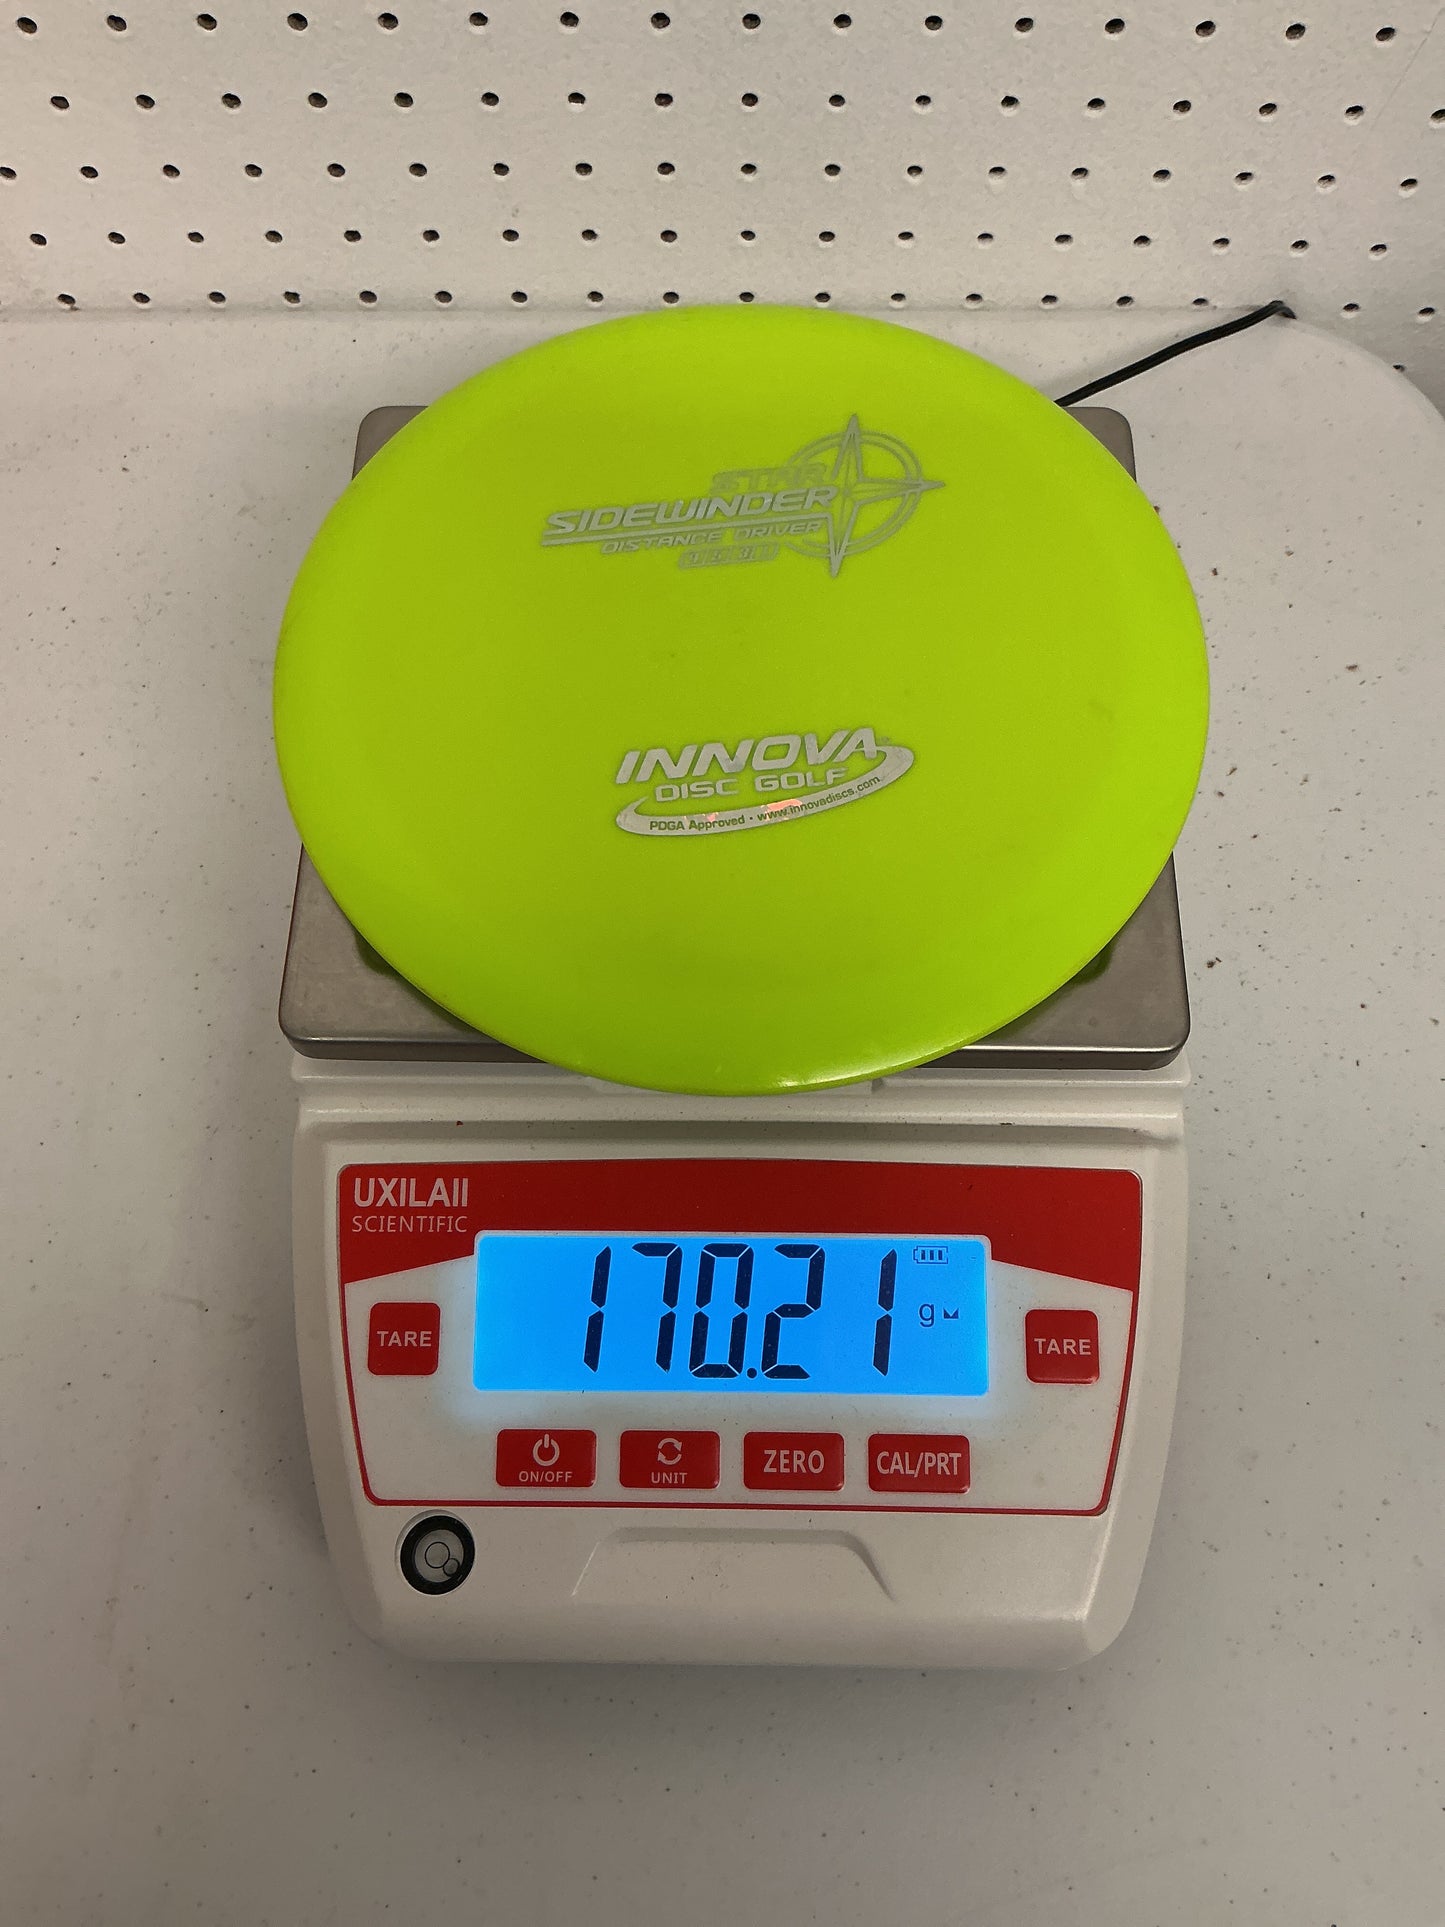 STAR
SIDEWINDER
DISTANCE DRIVER
INNOVA
DISC GOLF
PDGA Approved • www.innovadiscs.com
UXILAII
SCIENTIFIC
170.21 g
TARE
TARE
ON/OFF
UNIT
ZERO
CAL/PRT